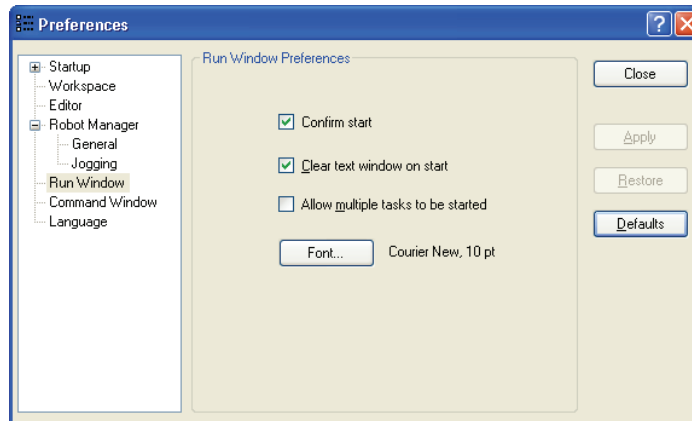 Preferences
Startup
Workspace
Editor
Robot Manager
General
Jogging
Run Window
Command Window
Language
Run Window Preferences
Confirm start
Clear text window on start
Allow multiple tasks to be started
Font...
Courier New, 10 pt
Close
Apply
Restore
Defaults